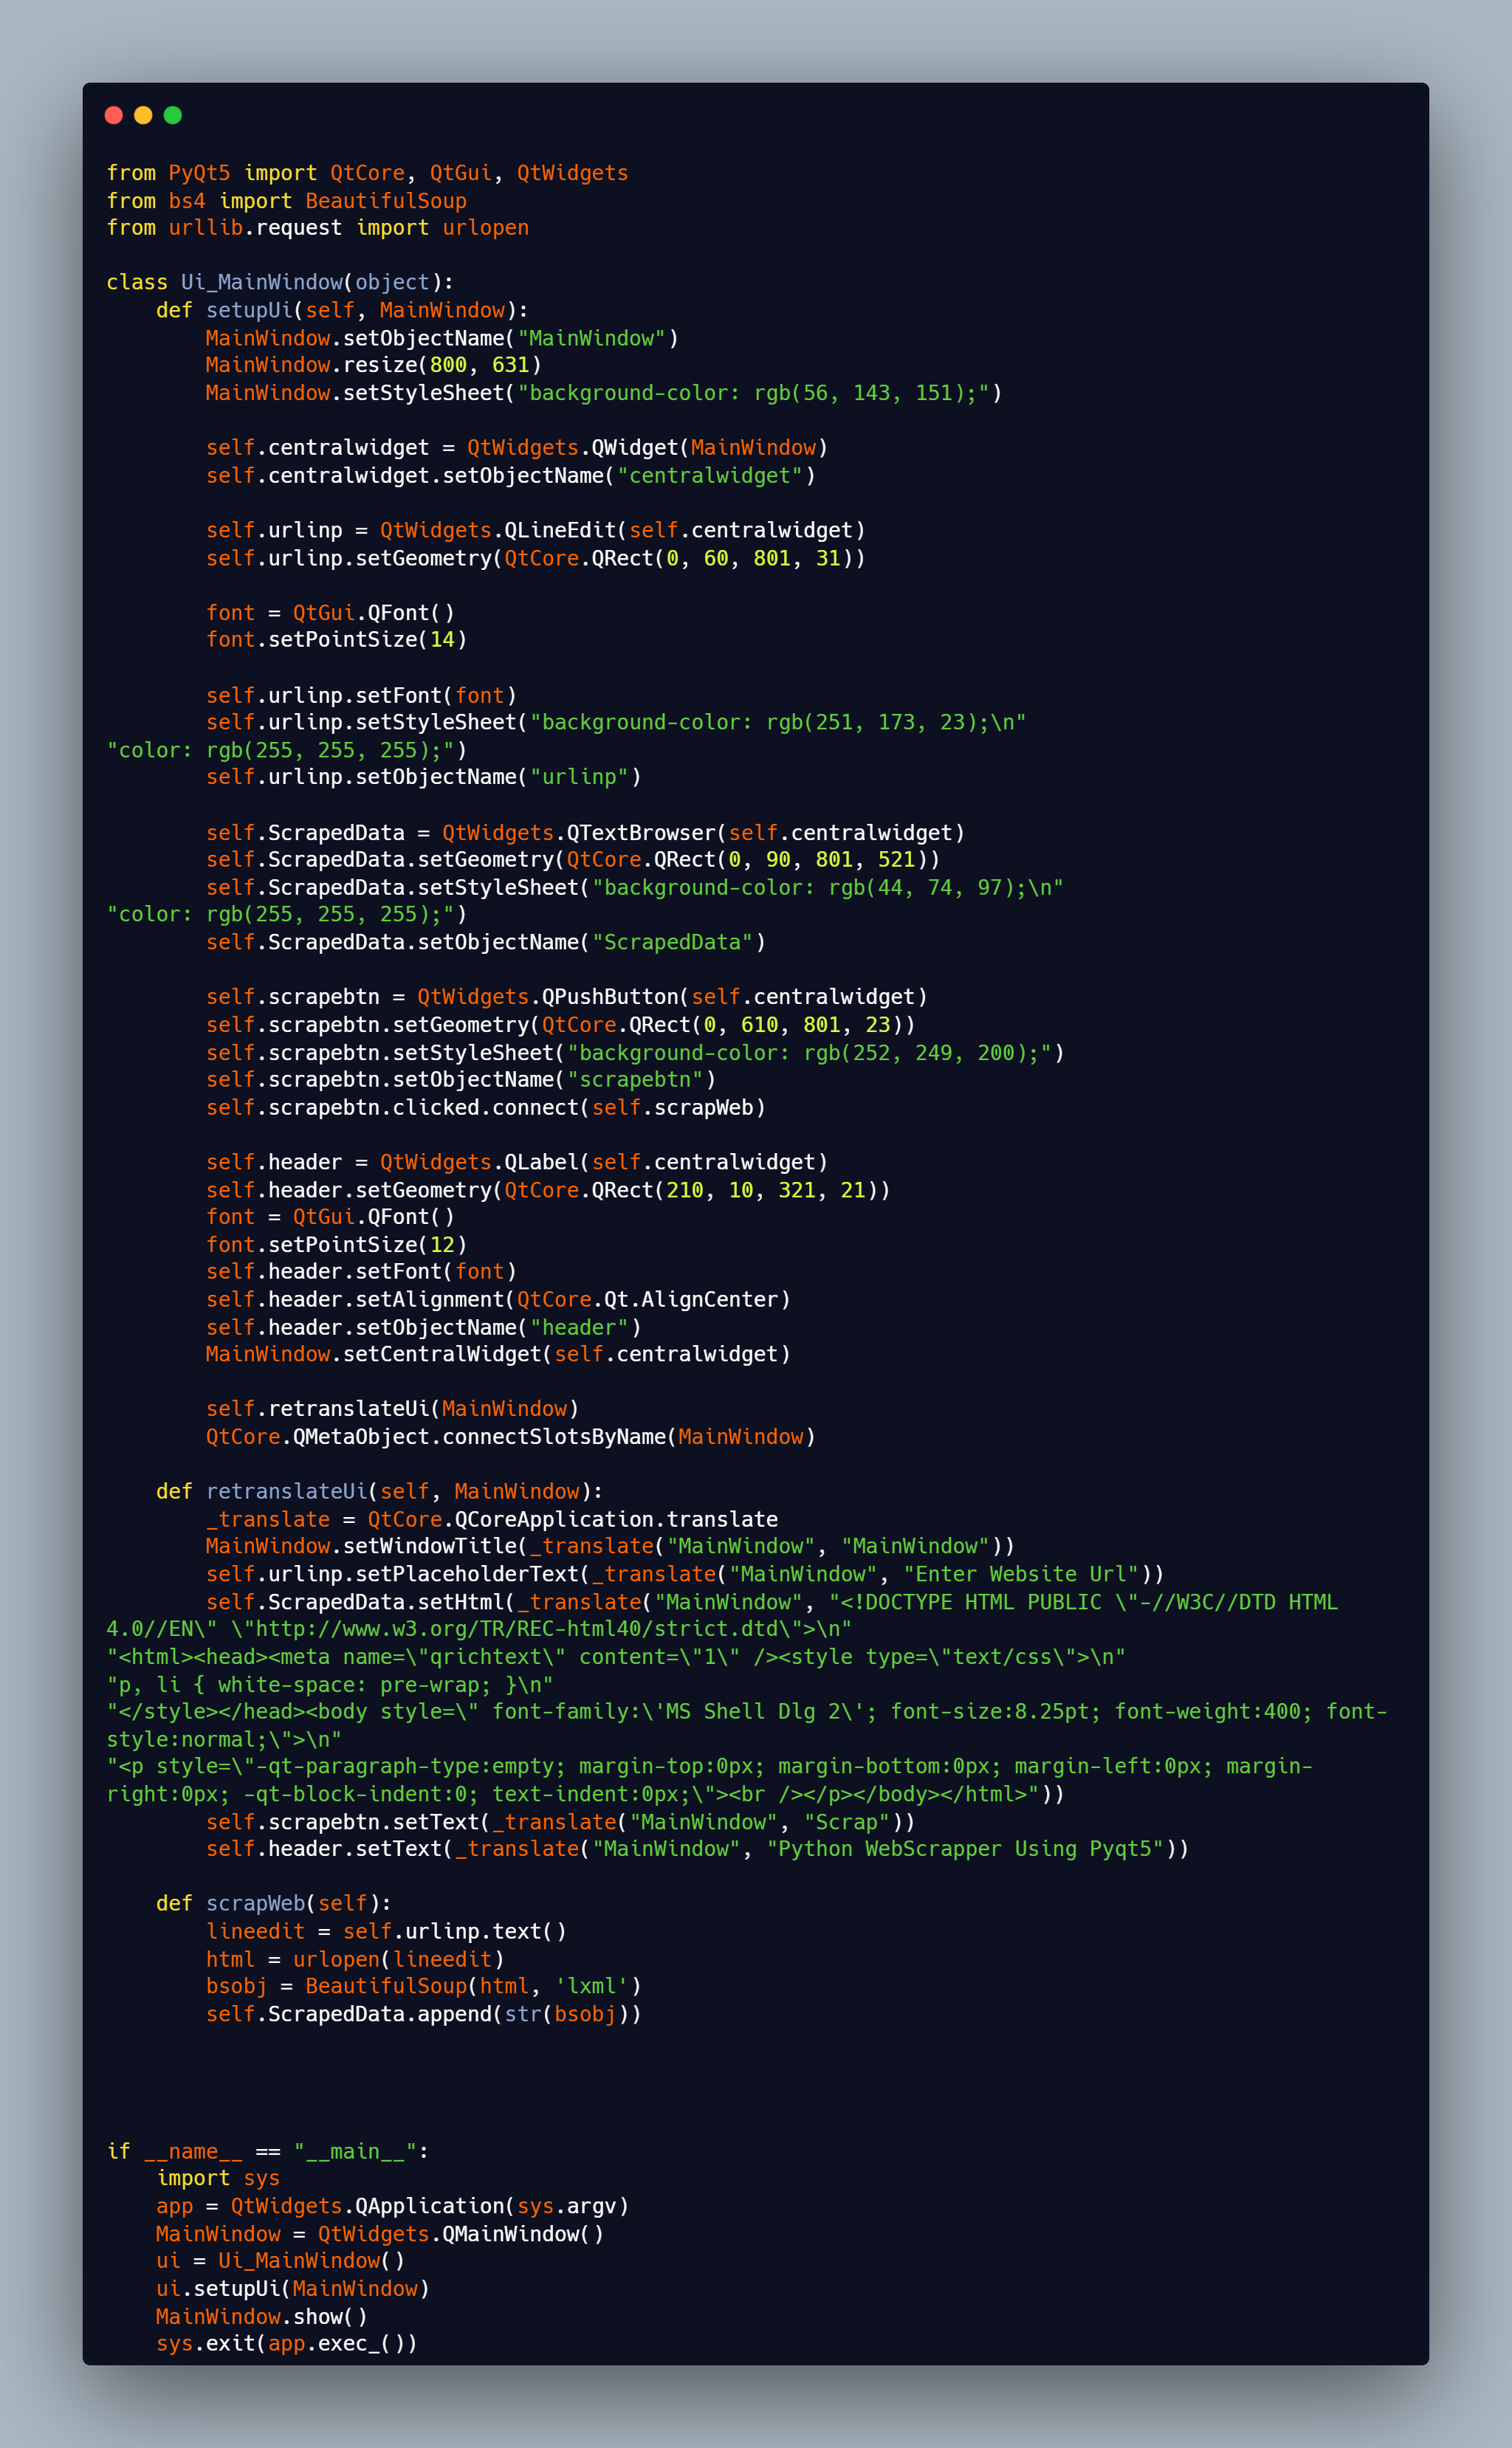 from PyQt5 import QtCore, QtGui, QtWidgets
from bs4 import BeautifulSoup
from urllib.request import urlopen

class Ui_MainWindow(object):
    def setupUi(self, MainWindow):
        MainWindow.setObjectName("MainWindow")
        MainWindow.resize(800, 631)
        MainWindow.setStyleSheet("background-color: rgb(56, 143, 151);")

        self.centralwidget = QtWidgets.QWidget(MainWindow)
        self.centralwidget.setObjectName("centralwidget")

        self.urlinp = QtWidgets.QLineEdit(self.centralwidget)
        self.urlinp.setGeometry(QtCore.QRect(0, 60, 801, 31))

        font = QtGui.QFont()
        font.setPointSize(14)

        self.urlinp.setFont(font)
        self.urlinp.setStyleSheet("background-color: rgb(251, 173, 23);\n"
"color: rgb(255, 255, 255);")
        self.urlinp.setObjectName("urlinp")

        self.ScrapedData = QtWidgets.QTextBrowser(self.centralwidget)
        self.ScrapedData.setGeometry(QtCore.QRect(0, 90, 801, 521))
        self.ScrapedData.setStyleSheet("background-color: rgb(44, 74, 97);\n"
"color: rgb(255, 255, 255);")
        self.ScrapedData.setObjectName("ScrapedData")

        self.scrapebtn = QtWidgets.QPushButton(self.centralwidget)
        self.scrapebtn.setGeometry(QtCore.QRect(0, 610, 801, 23))
        self.scrapebtn.setStyleSheet("background-color: rgb(252, 249, 200);")
        self.scrapebtn.setObjectName("scrapebtn")
        self.scrapebtn.clicked.connect(self.scrapWeb)

        self.header = QtWidgets.QLabel(self.centralwidget)
        self.header.setGeometry(QtCore.QRect(210, 10, 321, 21))
        font = QtGui.QFont()
        font.setPointSize(12)
        self.header.setFont(font)
        self.header.setAlignment(QtCore.Qt.AlignCenter)
        self.header.setObjectName("header")
        MainWindow.setCentralWidget(self.centralwidget)

        self.retranslateUi(MainWindow)
        QtCore.QMetaObject.connectSlotsByName(MainWindow)

    def retranslateUi(self, MainWindow):
        _translate = QtCore.QCoreApplication.translate
        MainWindow.setWindowTitle(_translate("MainWindow", "MainWindow"))
        self.urlinp.setPlaceholderText(_translate("MainWindow", "Enter Website Url"))
        self.ScrapedData.setHtml(_translate("MainWindow", "<!DOCTYPE HTML PUBLIC \"-//W3C//DTD HTML
4.0//EN\" \"http://www.w3.org/TR/REC-html40/strict.dtd\">\n"
"<html><head><meta name=\"qrichtext\" content=\"1\" /><style type=\"text/css\">\n"
"p, li { white-space: pre-wrap; }\n"
"</style></head><body style=\" font-family:\'MS Shell Dlg 2\'; font-size:8.25pt; font-weight:400; font-
style:normal;\">\n"
"<p style=\"-qt-paragraph-type:empty; margin-top:0px; margin-bottom:0px; margin-left:0px; margin-
right:0px; -qt-block-indent:0; text-indent:0px;\"><br /></p></body></html>"))
        self.scrapebtn.setText(_translate("MainWindow", "Scrap"))
        self.header.setText(_translate("MainWindow", "Python WebScrapper Using Pyqt5"))

    def scrapWeb(self):
        lineedit = self.urlinp.text()
        html = urlopen(lineedit)
        bsobj = BeautifulSoup(html, 'lxml')
        self.ScrapedData.append(str(bsobj))

if __name__ == "__main__":
    import sys
    app = QtWidgets.QApplication(sys.argv)
    MainWindow = QtWidgets.QMainWindow()
    ui = Ui_MainWindow()
    ui.setupUi(MainWindow)
    MainWindow.show()
    sys.exit(app.exec_())